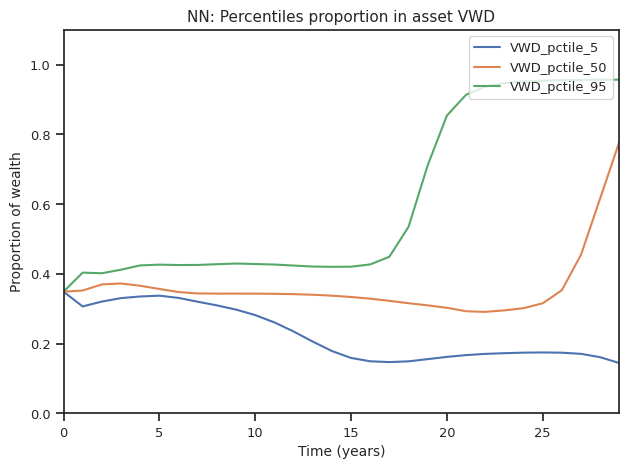 NN: Percentiles proportion in asset VWD
VWD_pctile_5
VWD_pctile_50
VWD_pctile_95
1.0
0.8
0.6
0.4
0.2
0.0
Proportion of wealth
0 5 10 15 20 25
Time (years)